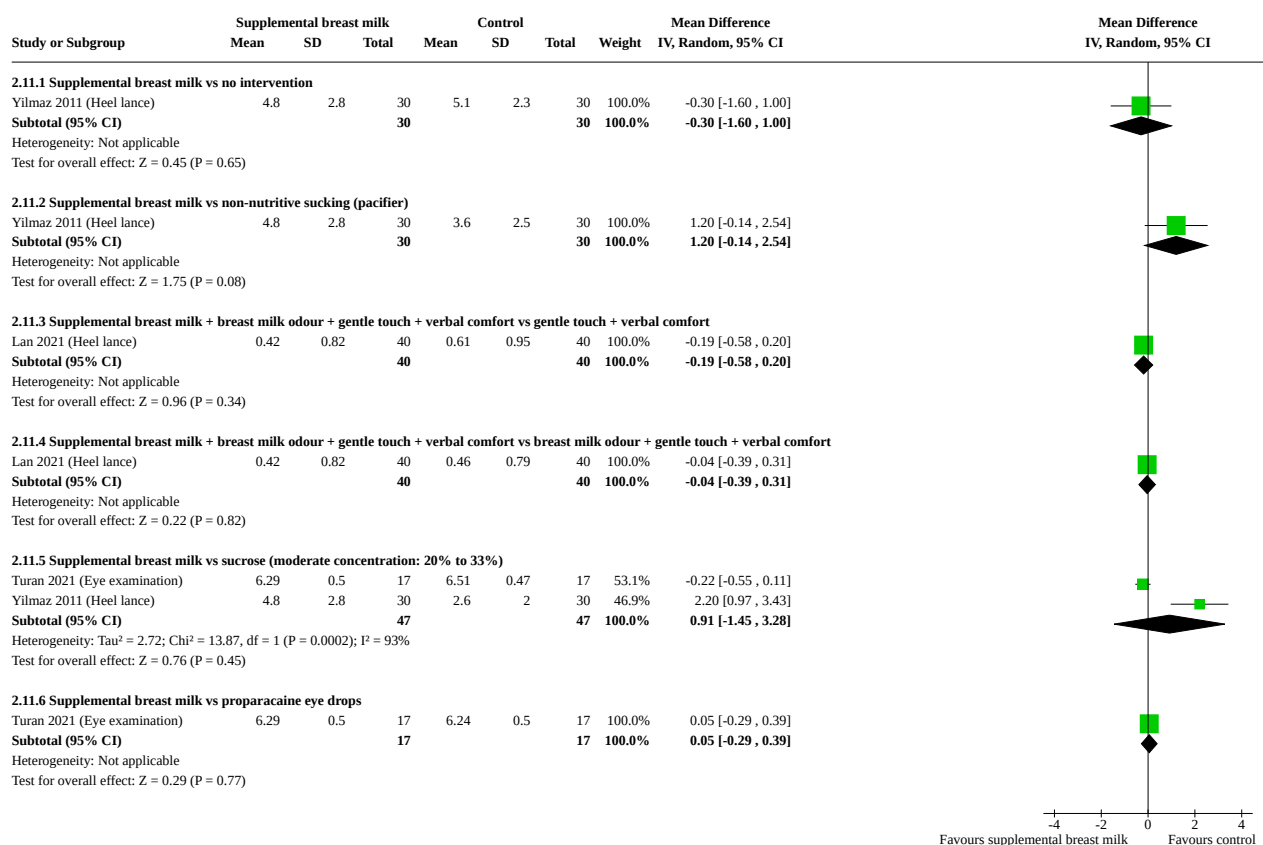 Supplemental breast milk Control Mean Difference Mean Difference
Study or Subgroup Mean SD Total Mean SD Total Weight IV, Random, 95% CI IV, Random, 95% CI
2.11.1 Supplemental breast milk vs no intervention
Yilmaz 2011 (Heel lance) 4.8 2.8 30 5.1 2.3 30 100.0% -0.30 [-1.60 , 1.00]
Subtotal (95% CI) 30 30 100.0% -0.30 [-1.60 , 1.00]
Heterogeneity: Not applicable
Test for overall effect: Z = 0.45 (P = 0.65)
2.11.2 Supplemental breast milk vs non-nutritive sucking (pacifier)
Yilmaz 2011 (Heel lance) 4.8 2.8 30 3.6 2.5 30 100.0% 1.20 [-0.14 , 2.54]
Subtotal (95% CI) 30 30 100.0% 1.20 [-0.14 , 2.54]
Heterogeneity: Not applicable
Test for overall effect: Z = 1.75 (P = 0.08)
2.11.3 Supplemental breast milk + breast milk odour + gentle touch + verbal comfort vs gentle touch + verbal comfort
Lan 2021 (Heel lance) 0.42 0.82 40 0.61 0.95 40 100.0% -0.19 [-0.58 , 0.20]
Subtotal (95% CI) 40 40 100.0% -0.19 [-0.58 , 0.20]
Heterogeneity: Not applicable
Test for overall effect: Z = 0.96 (P = 0.34)
2.11.4 Supplemental breast milk + breast milk odour + gentle touch + verbal comfort vs breast milk odour + gentle touch + verbal comfort
Lan 2021 (Heel lance) 0.42 0.82 40 0.46 0.79 40 100.0% -0.04 [-0.39 , 0.31]
Subtotal (95% CI) 40 40 100.0% -0.04 [-0.39 , 0.31]
Heterogeneity: Not applicable
Test for overall effect: Z = 0.22 (P = 0.82)
2.11.5 Supplemental breast milk vs sucrose (moderate concentration: 20% to 33%)
Turan 2021 (Eye examination) 6.29 0.5 17 6.51 0.47 17 53.1% -0.22 [-0.55 , 0.11]
Yilmaz 2011 (Heel lance) 4.8 2.8 30 2.6 2 30 46.9% 2.20 [0.97 , 3.43]
Subtotal (95% CI) 47 47 100.0% 0.91 [-1.45 , 3.28]
Heterogeneity: Tau² = 2.72; Chi² = 13.87, df = 1 (P = 0.0002); I² = 93%
Test for overall effect: Z = 0.76 (P = 0.45)
2.11.6 Supplemental breast milk vs proparacaine eye drops
Turan 2021 (Eye examination) 6.29 0.5 17 6.24 0.5 17 100.0% 0.05 [-0.29 , 0.39]
Subtotal (95% CI) 17 17 100.0% 0.05 [-0.29 , 0.39]
Heterogeneity: Not applicable
Test for overall effect: Z = 0.29 (P = 0.77)
-4 -2 0 2 4
Favours supplemental breast milk Favours control